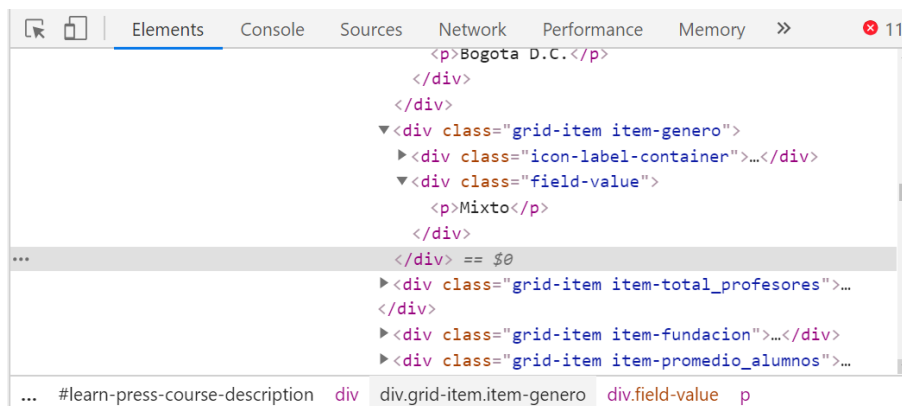 Elements Console Sources Network Performance Memory » 11
<p>Bogota D.C.</p>
</div>
</div>
▼<div class="grid-item item-genero">
▶<div class="icon-label-container">…</div>
▼<div class="field-value">
<p>Mixto</p>
</div>
... </div> == $0
▶<div class="grid-item item-total_profesores">…
</div>
▶<div class="grid-item item-fundacion">…</div>
▶<div class="grid-item item-promedio_alumnos">…
... #learn-press-course-description div div.grid-item.item-genero div.field-value p